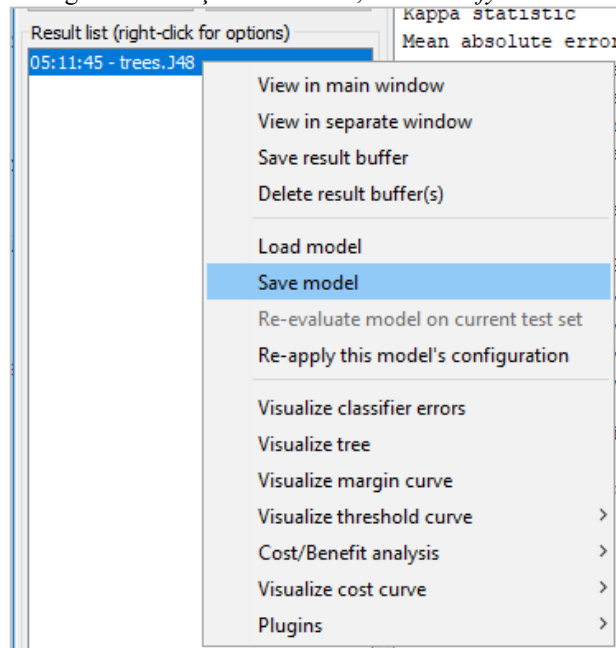 Result list (right-click for options)
05:11:45 - trees.J48
Kappa statistic
Mean absolute error
View in main window
View in separate window
Save result buffer
Delete result buffer(s)
Load model
Save model
Re-evaluate model on current test set
Re-apply this model's configuration
Visualize classifier errors
Visualize tree
Visualize margin curve
Visualize threshold curve
Cost/Benefit analysis
Visualize cost curve
Plugins